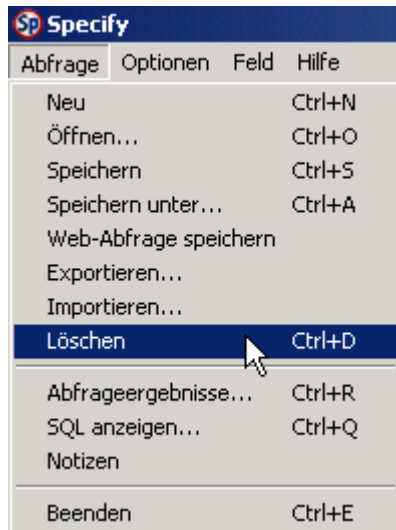 Sp Specify
Abfrage Optionen Feld Hilfe
Neu Ctrl+N
Öffnen... Ctrl+O
Speichern Ctrl+S
Speichern unter... Ctrl+A
Web-Abfrage speichern
Exportieren...
Importieren...
Löschen Ctrl+D
Abfrageergebnisse... Ctrl+R
SQL anzeigen... Ctrl+Q
Notizen
Beenden Ctrl+E